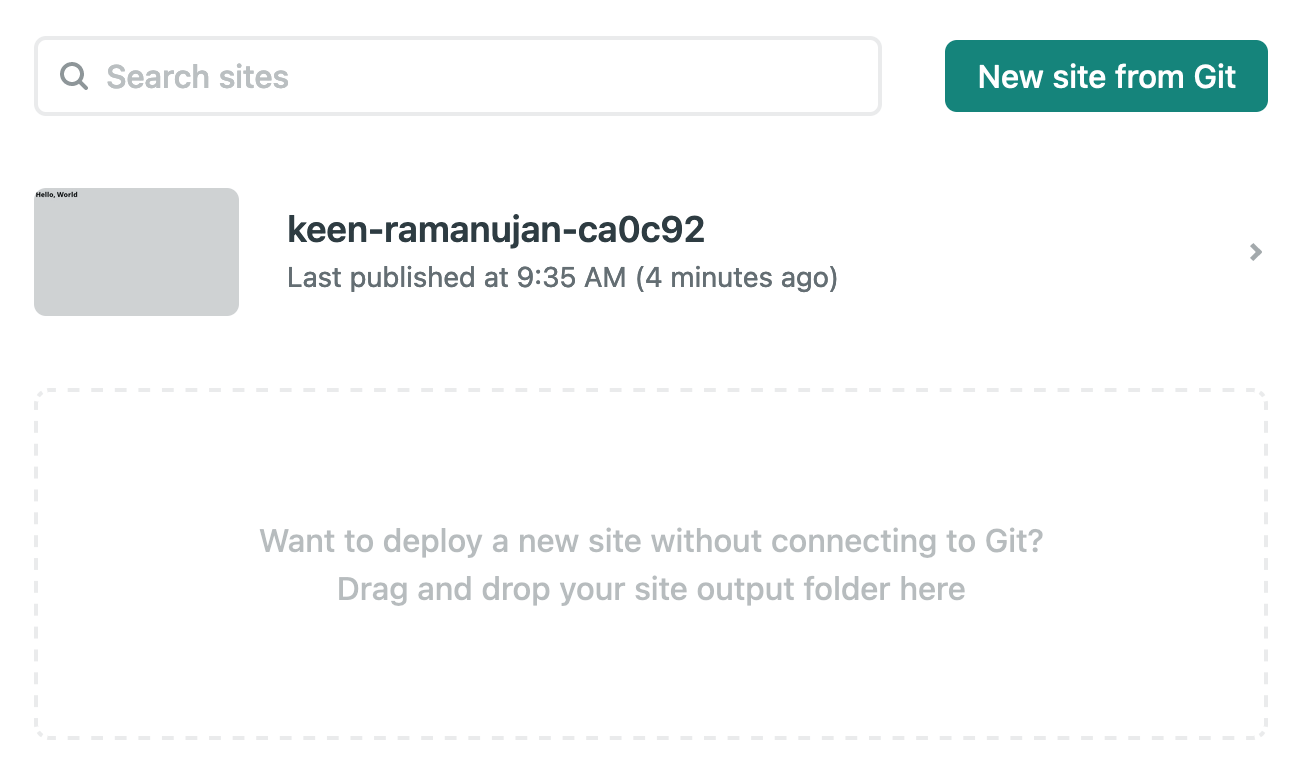 Search sites
New site from Git
Hello, World
keen-ramanujan-ca0c92
Last published at 9:35 AM (4 minutes ago)
Want to deploy a new site without connecting to Git?
Drag and drop your site output folder here